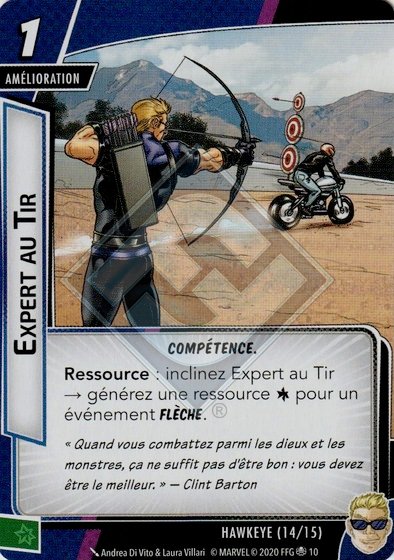 1
AMÉLIORATION
EXPERT AU TIR
COMPÉTENCE.
Ressource : inclinez Expert au Tir
→ générez une ressource pour un
événement FLÈCHE.
« Quand vous combattez parmi les dieux et les
monstres, ça ne suffit pas d'être bon : vous devez
être le meilleur. » — Clint Barton
HAWKEYE (14/15)
Andrea Di Vito & Laura Villari © MARVEL © 2020 FFG 10